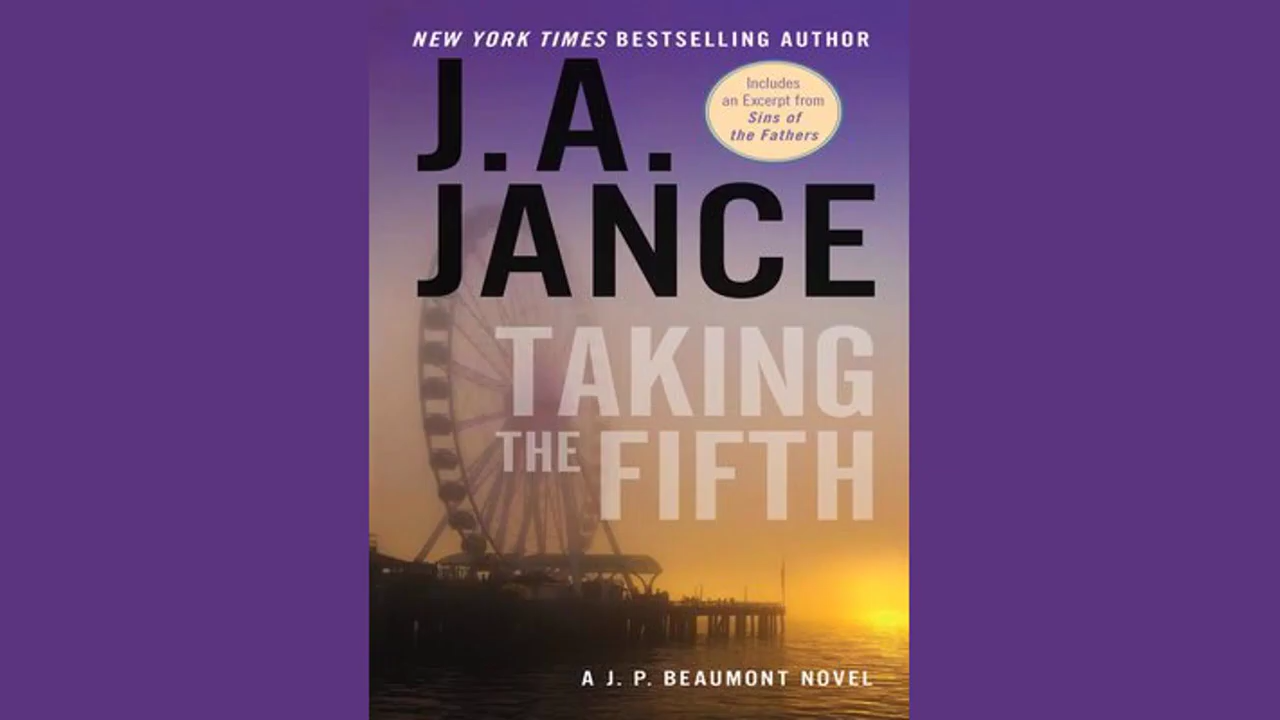 NEW YORK TIMES BESTSELLING AUTHOR
J. A.
JANCE
Includes
an Excerpt from
Sins of
the Fathers
TAKING
THE FIFTH
A J. P. BEAUMONT NOVEL